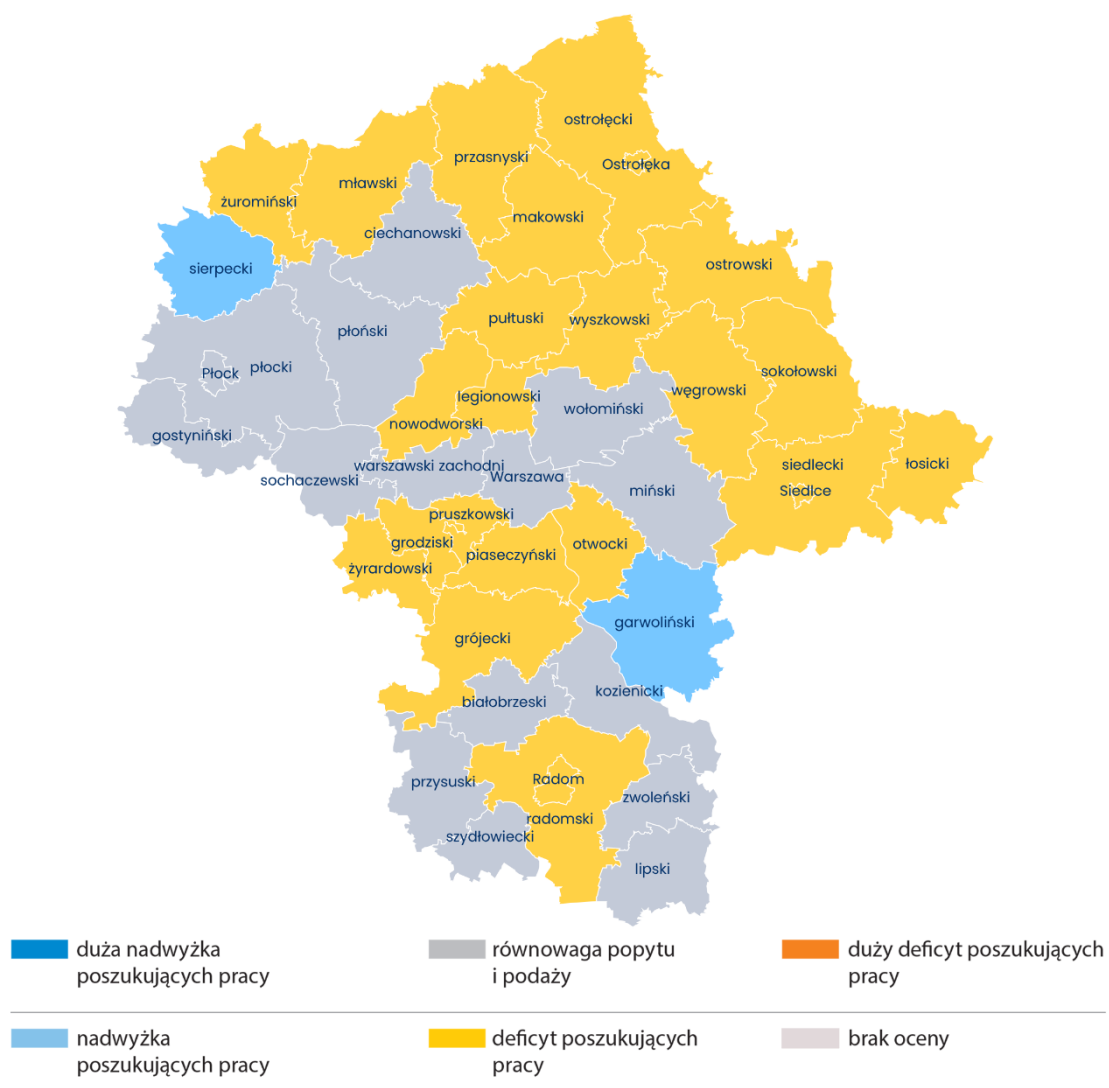 ostrołęcki
przasnyski
Ostrołęka
mławski
żuromiński
makowski
ciechanowski
sierpecki
ostrowski
pułtuski
wyszkowski
płoński
płocki
Płock
sokołowski
węgrowski
legionowski
wołomiński
nowodworski
gostyniński
warszawski zachodni
siedlecki
łosicki
sochaczewski
Warszawa
miński
Siedlce
pruszkowski
grodziski
otwocki
piaseczyński
żyrardowski
garwoliński
grójecki
kozienicki
białobrzeski
Radom
przysuski
zwoleński
radomski
szydłowiecki
lipski
duża nadwyżka
poszukujących pracy
równowaga popytu
i podaży
duży deficyt poszukujących
pracy
nadwyżka
poszukujących pracy
deficyt poszukujących
pracy
brak oceny